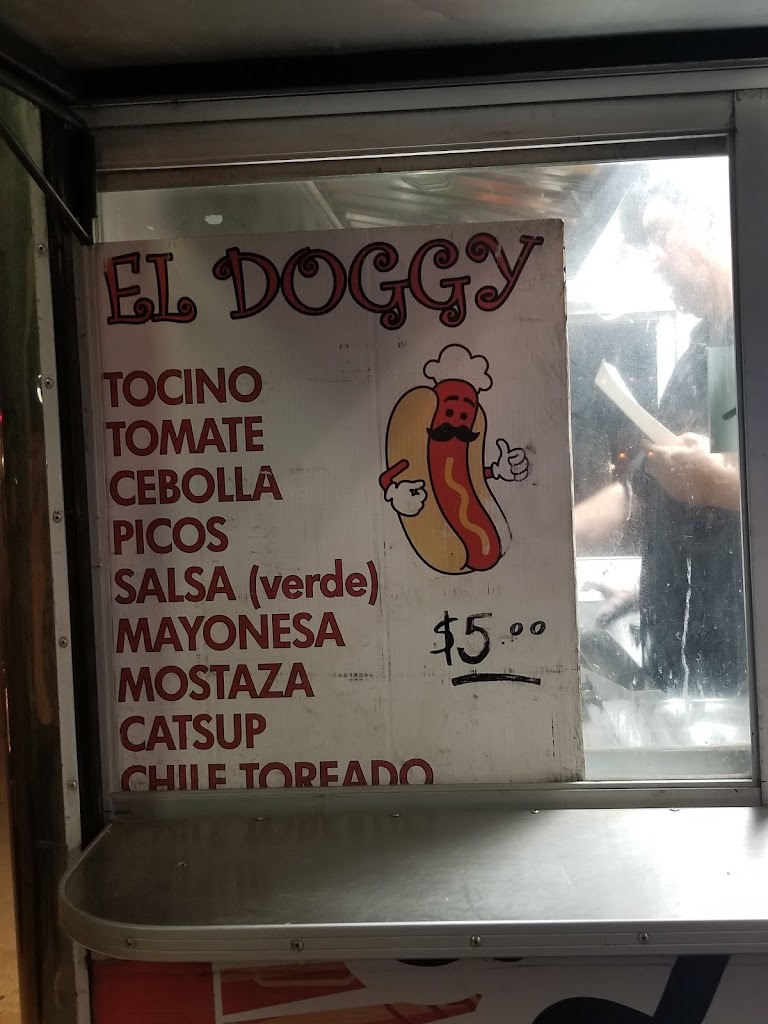 EL DOGGY
TOCINO
TOMATE
CEBOLLA
PICOS
SALSA (verde)
MAYONESA
MOSTAZA
CATSUP
CHILE TOREADO
$5.00